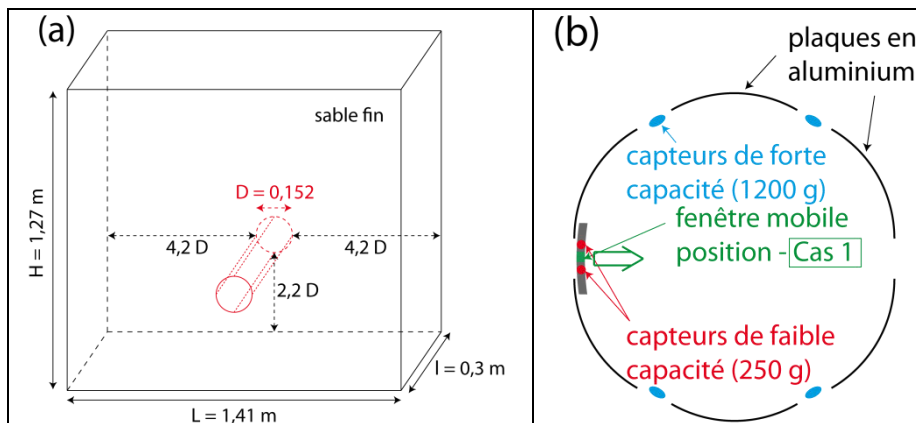 (a)
sable fin
D = 0,152
4,2 D
4,2 D
2,2 D
H = 1,27 m
l = 0,3 m
L = 1,41 m
(b)
plaques en
aluminium
capteurs de forte
capacité (1200 g)
fenêtre mobile
position - Cas 1
capteurs de faible
capacité (250 g)